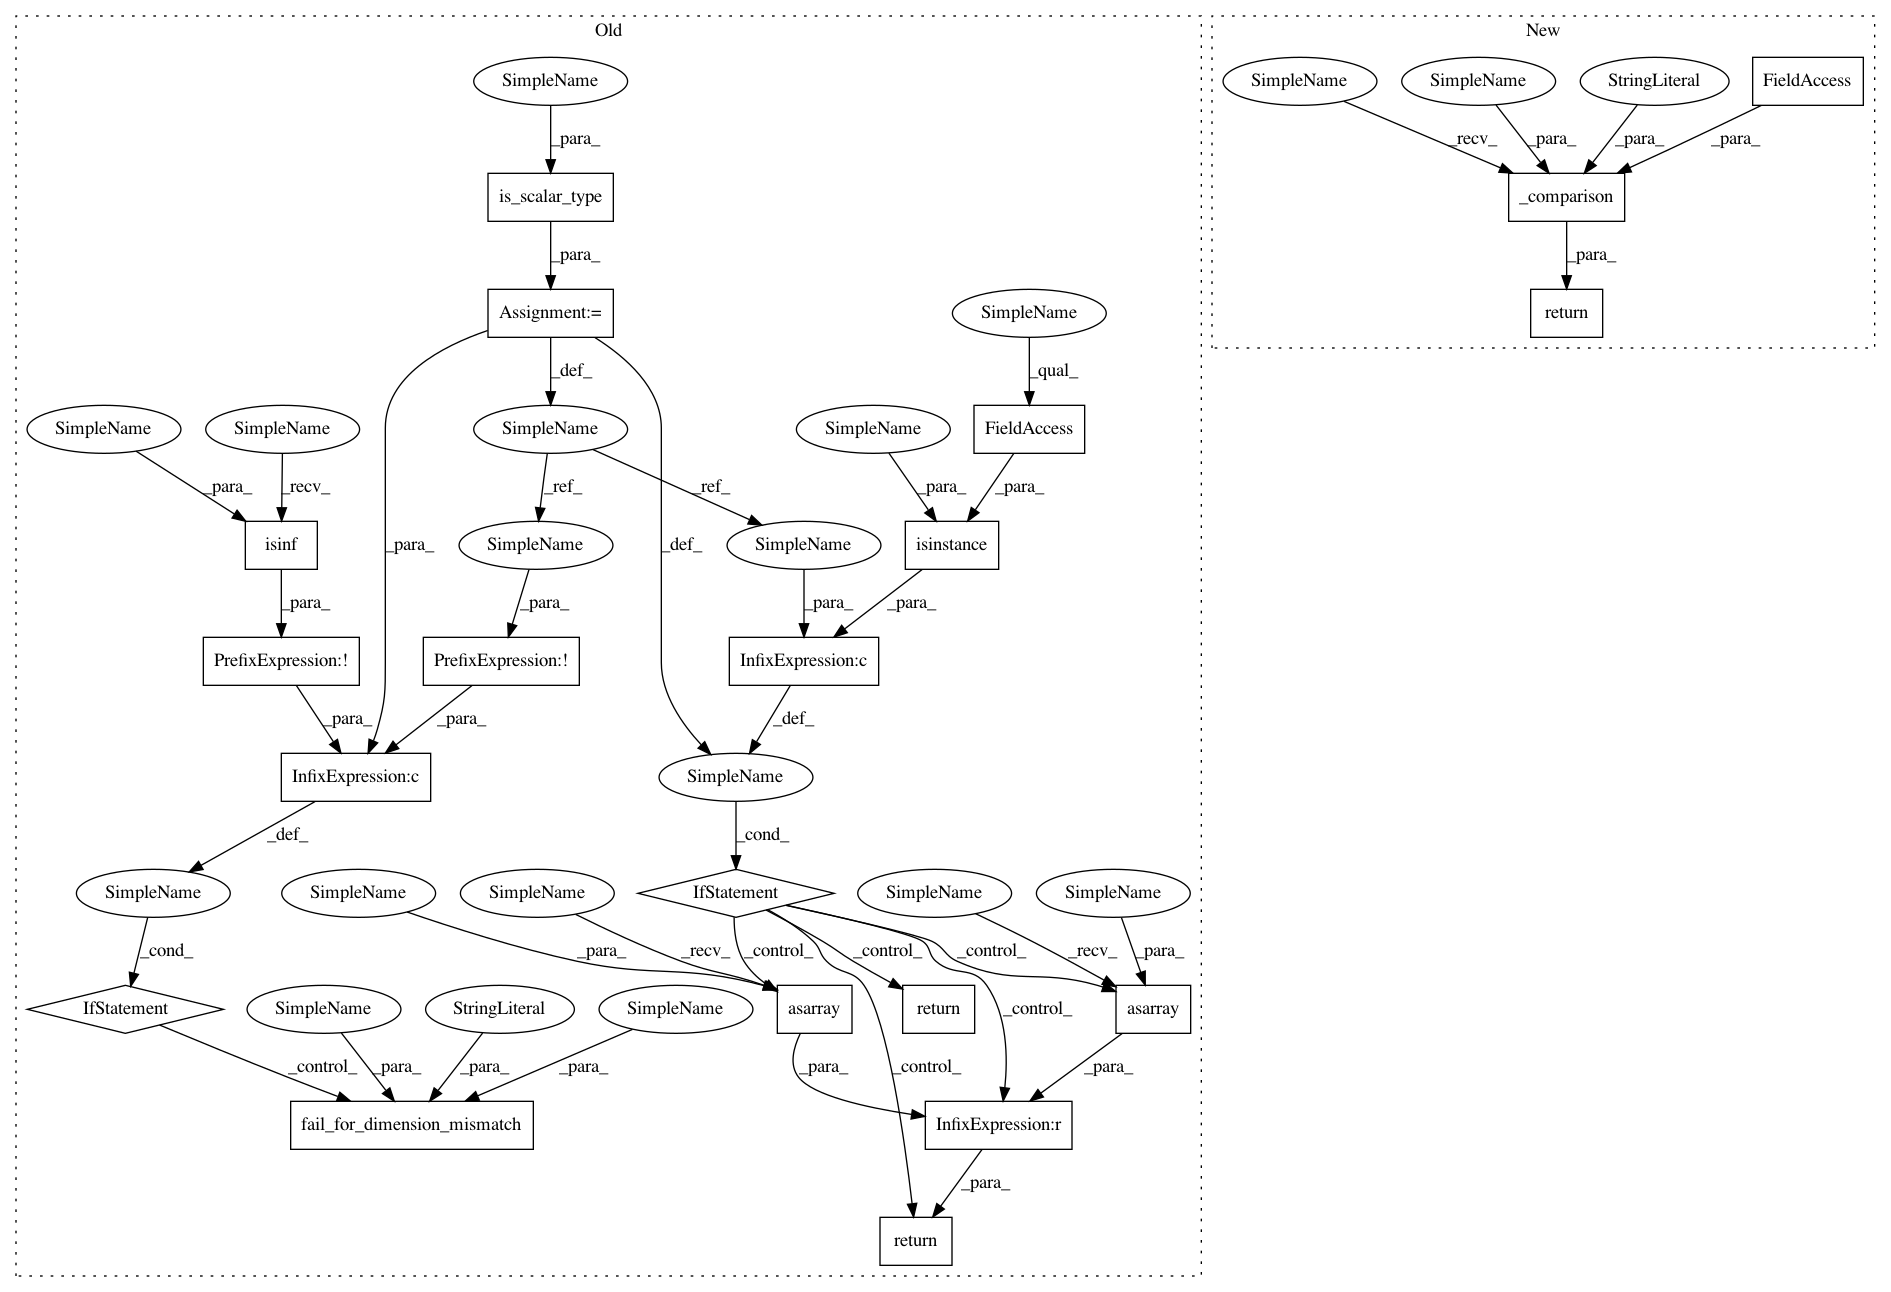 Old
New
SimpleName
SimpleName
SimpleName
StringLiteral
FieldAccess
_para_
_recv_
_para_
_para_
_para_
is_scalar_type
_comparison
_para_
_para_
Assignment:=
SimpleName
return
_def_
_qual_
SimpleName
SimpleName
SimpleName
SimpleName
FieldAccess
_para_
_recv_
_ref_
_ref_
_para_
_para_
isinf
_para_
SimpleName
_def_
SimpleName
isinstance
_para_
_para_
_para_
_para_
PrefixExpression:!
PrefixExpression:!
InfixExpression:c
_para_
_para_
_def_
InfixExpression:c
SimpleName
_def_
_cond_
SimpleName
SimpleName
SimpleName
IfStatement
SimpleName
SimpleName
_cond_
_para_
_recv_
_control_
_control_
_control_
_recv_
_para_
IfStatement
SimpleName
StringLiteral
SimpleName
asarray
return
_control_
asarray
_control_
_para_
_para_
_para_
_para_
_control_
_para_
fail_for_dimension_mismatch
InfixExpression:r
_para_
return